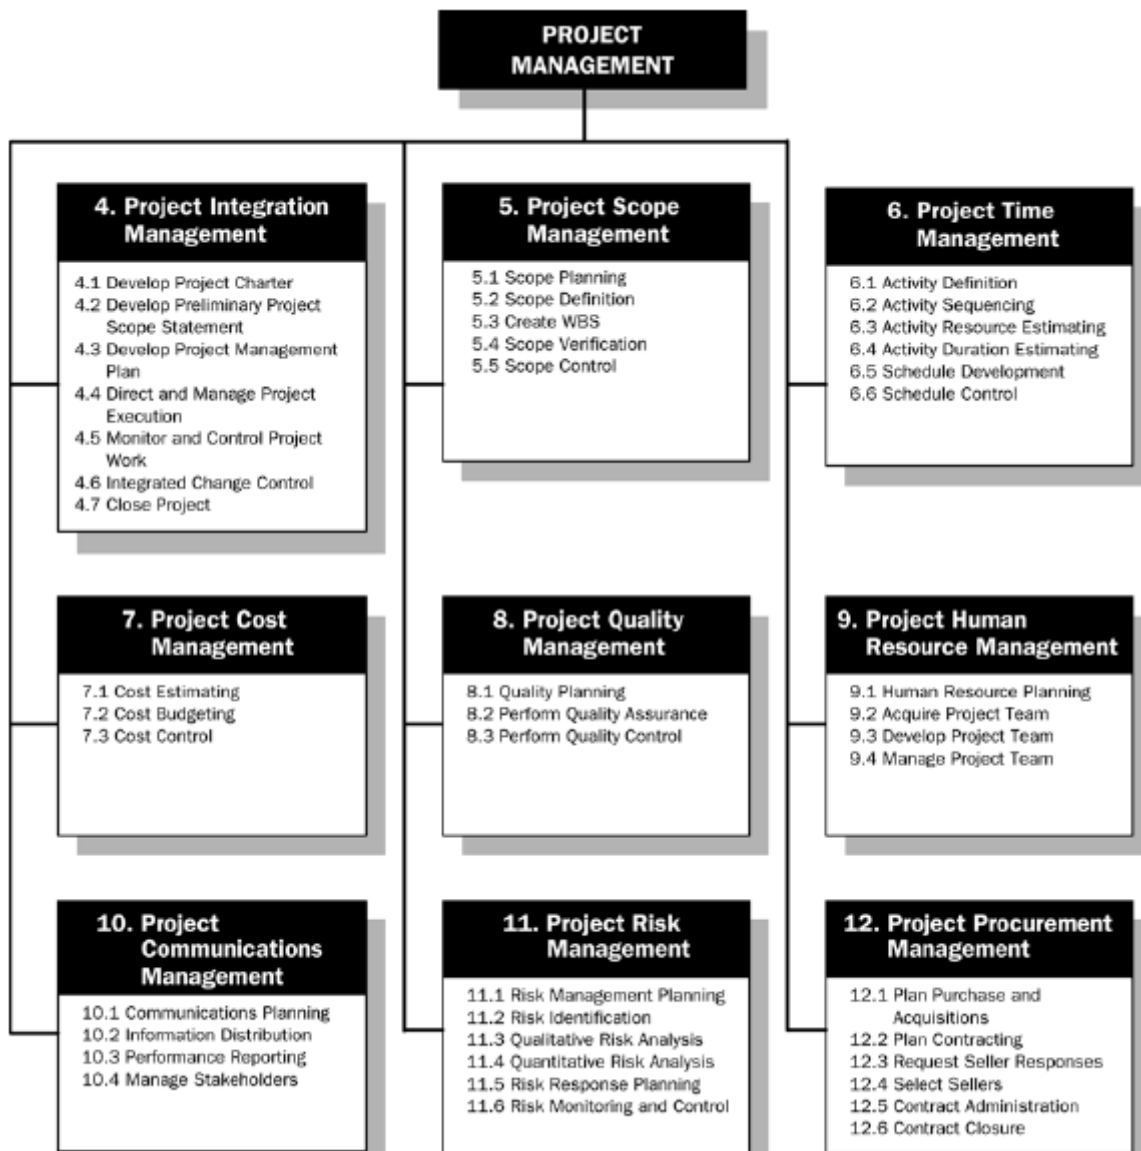 PROJECT
MANAGEMENT
4. Project Integration
Management
4.1 Develop Project Charter
4.2 Develop Preliminary Project
Scope Statement
4.3 Develop Project Management
Plan
4.4 Direct and Manage Project
Execution
4.5 Monitor and Control Project
Work
4.6 Integrated Change Control
4.7 Close Project
5. Project Scope
Management
5.1 Scope Planning
5.2 Scope Definition
5.3 Create WBS
5.4 Scope Verification
5.5 Scope Control
6. Project Time
Management
6.1 Activity Definition
6.2 Activity Sequencing
6.3 Activity Resource Estimating
6.4 Activity Duration Estimating
6.5 Schedule Development
6.6 Schedule Control
7. Project Cost
Management
7.1 Cost Estimating
7.2 Cost Budgeting
7.3 Cost Control
8. Project Quality
Management
8.1 Quality Planning
8.2 Perform Quality Assurance
8.3 Perform Quality Control
9. Project Human
Resource Management
9.1 Human Resource Planning
9.2 Acquire Project Team
9.3 Develop Project Team
9.4 Manage Project Team
10. Project
Communications
Management
10.1 Communications Planning
10.2 Information Distribution
10.3 Performance Reporting
10.4 Manage Stakeholders
11. Project Risk
Management
11.1 Risk Management Planning
11.2 Risk Identification
11.3 Qualitative Risk Analysis
11.4 Quantitative Risk Analysis
11.5 Risk Response Planning
11.6 Risk Monitoring and Control
12. Project Procurement
Management
12.1 Plan Purchase and
Acquisitions
12.2 Plan Contracting
12.3 Request Seller Responses
12.4 Select Sellers
12.5 Contract Administration
12.6 Contract Closure